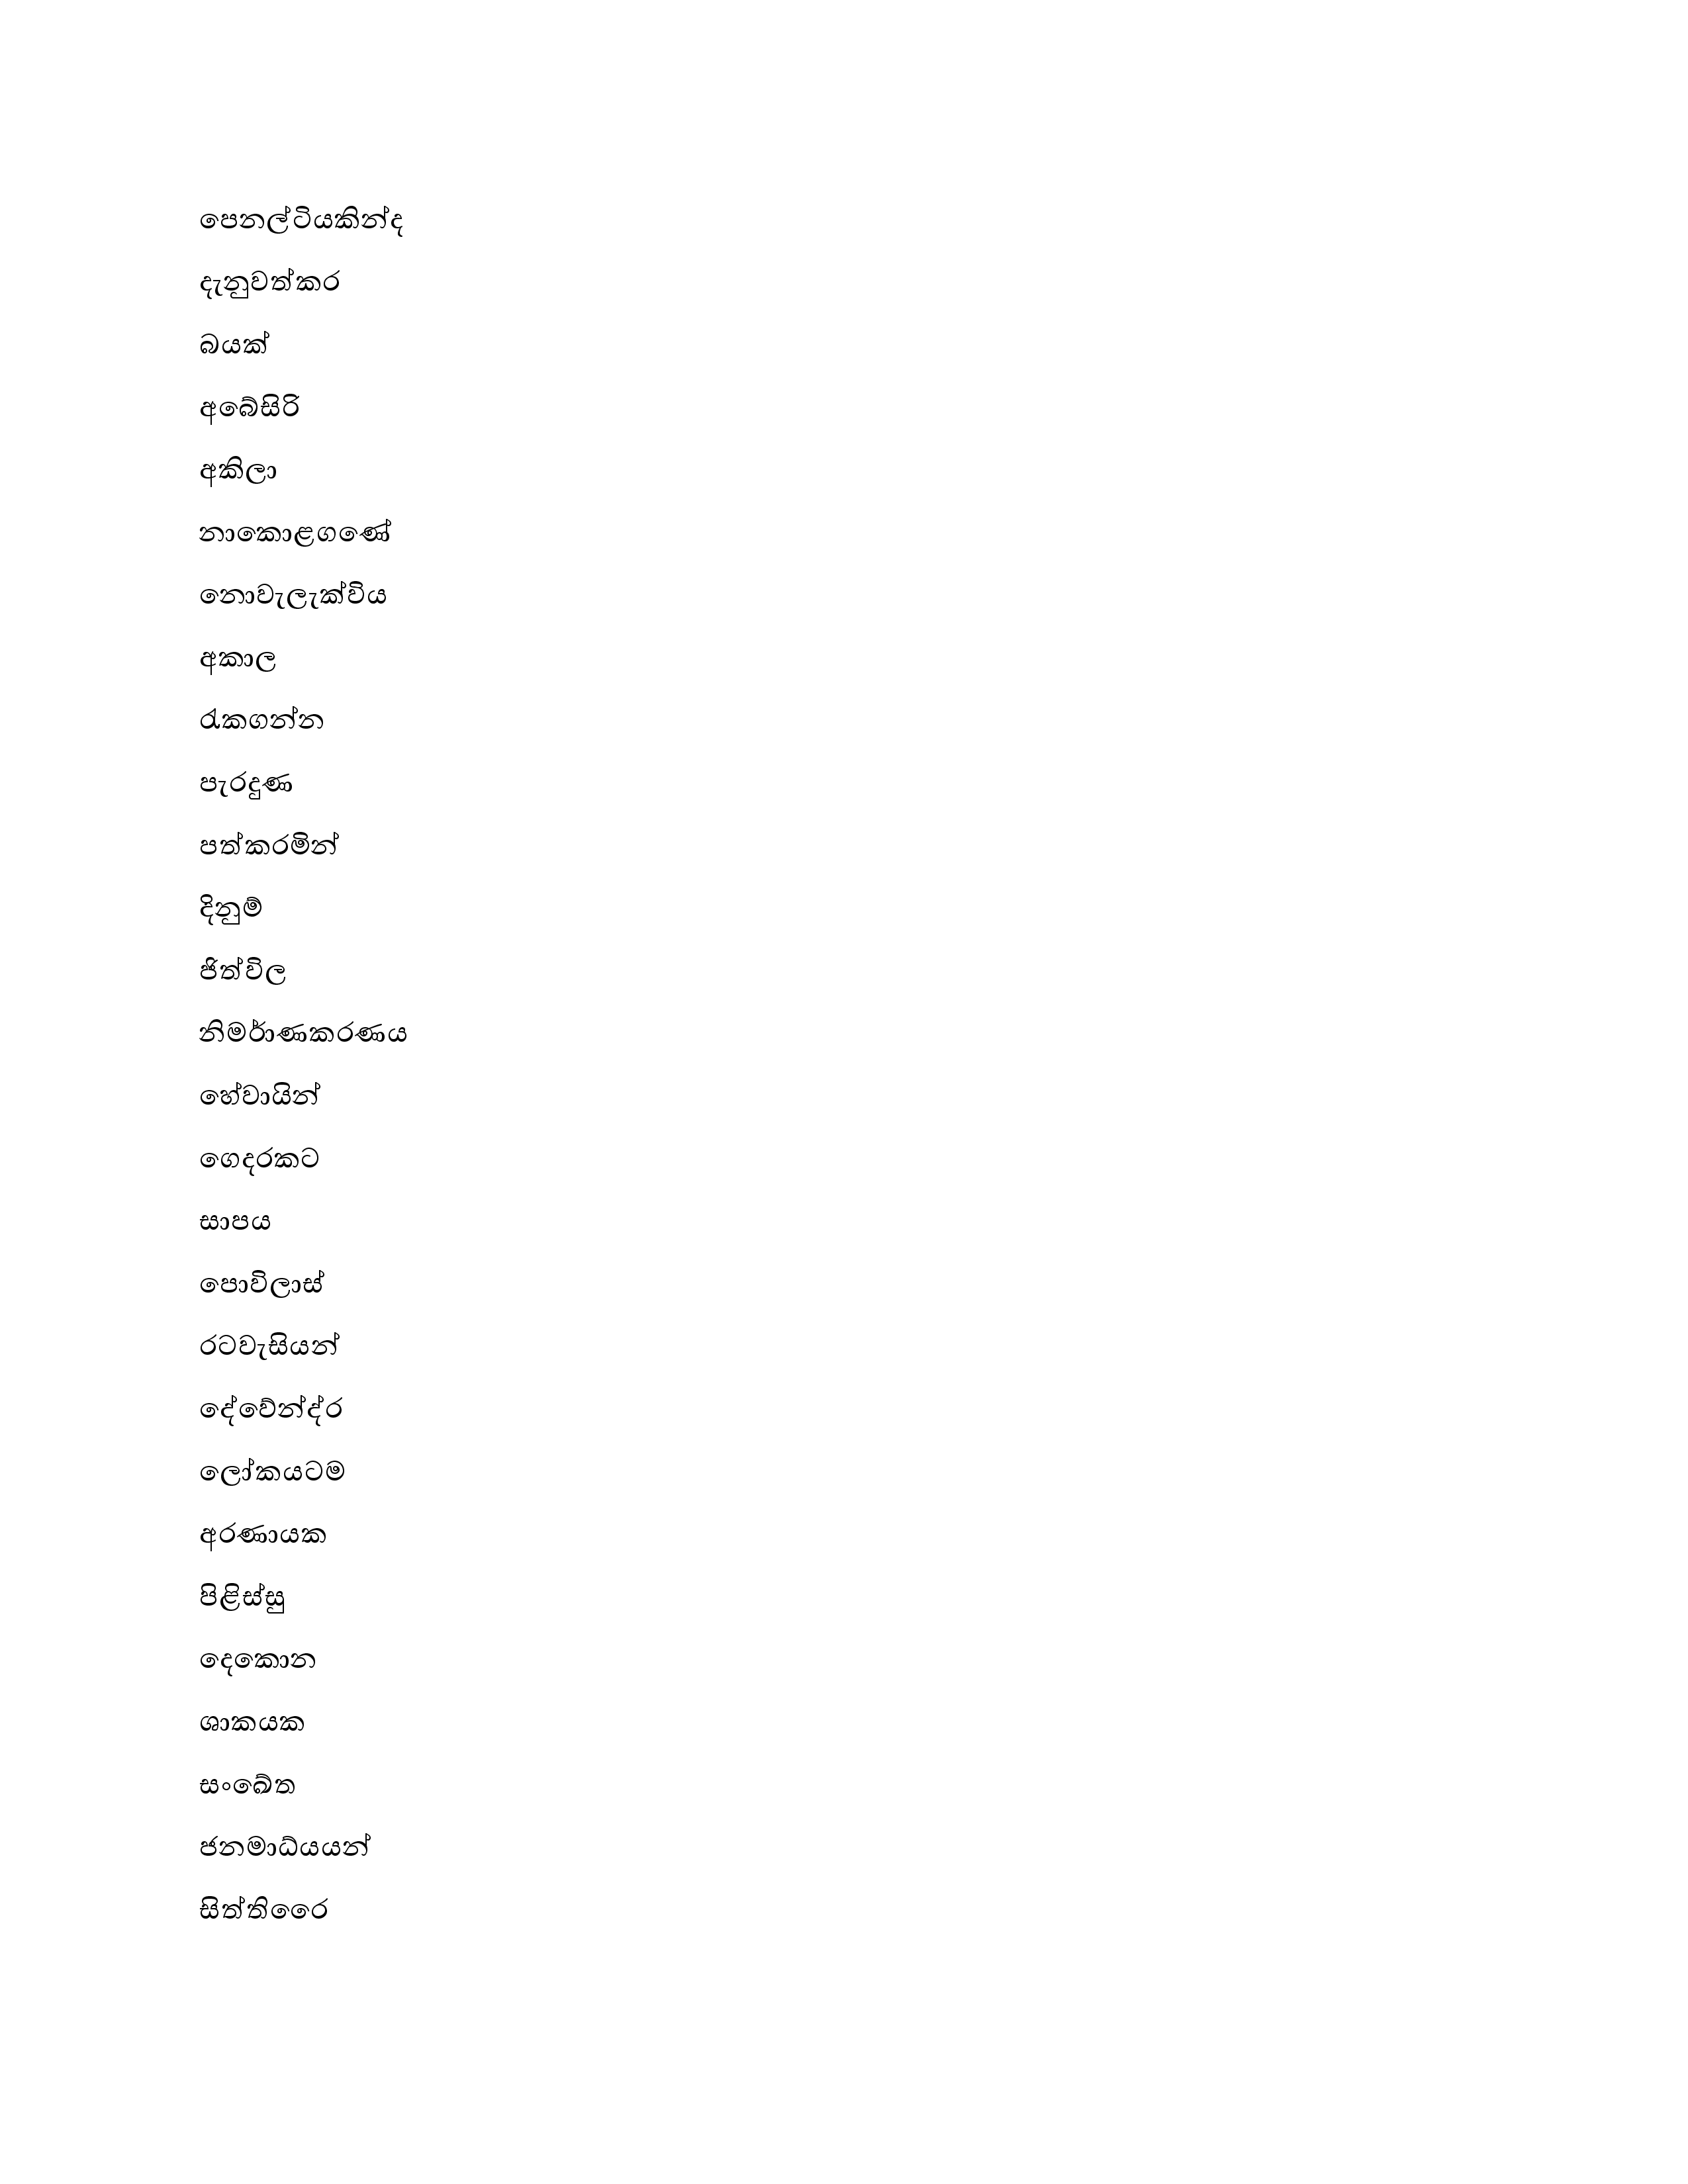 පෙනල්ටියකින්ද
දැනුවත්කර
බයක්
අබේසිරි
අකිලා
නාකොළගණේ
නොවැලැක්විය
අකාල
රැකගන්න
පැරදුණ
පත්කරමින්
දිනුම්
ජිත්විල
නිමර්ාණකරණය
හේවායින්
ගෙදරකට
සාපය
පොවිලාස්
රටවැසියන්
දේවේන්ද්ර
ලෝකයටම
අරණායක
පිළිස්සු
දෙකොන
ශාකයක
සංඛේත
ජනමාධ්යයන්
සිත්තිරෛ